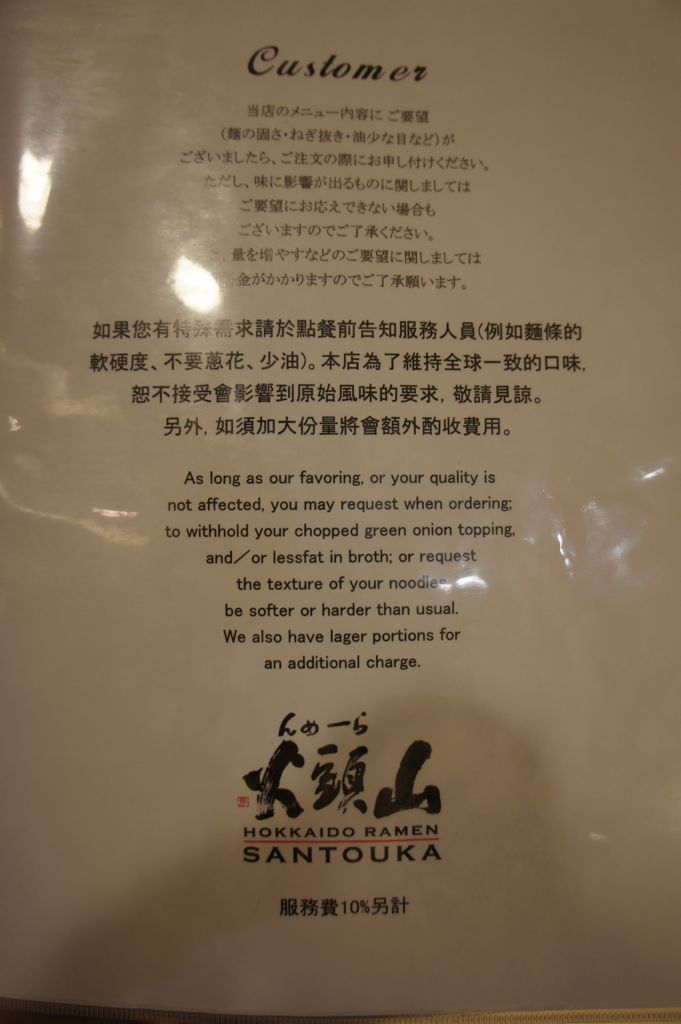 Customer
当店のメニュー内容に ご要望
(麺の固さ・ねぎ抜き・油少な目など)が
ございましたら、ご注文の際にお申し付けください。
ただし、味に影響が出るものに関しましては
ご要望にお応えできない場合も
ございますのでご了承ください。
量を増やすなどのご要望に関しましては
金がかかりますのでご了承願います。
如果您有特殊需求請於點餐前告知服務人員(例如麵條的
軟硬度、不要蔥花、少油)。本店為了維持全球一致的口味,
恕不接受會影響到原始風味的要求, 敬請見諒。
另外, 如須加大份量將會額外酌收費用。
As long as our favoring, or your quality is
not affected, you may request when ordering;
to withhold your chopped green onion topping,
and/or lessfat in broth; or request
the texture of your noodles
be softer or harder than usual.
We also have lager portions for
an additional charge.
んめーら
火頭山
HOKKAIDO RAMEN
SANTOUKA
服務費10%另計